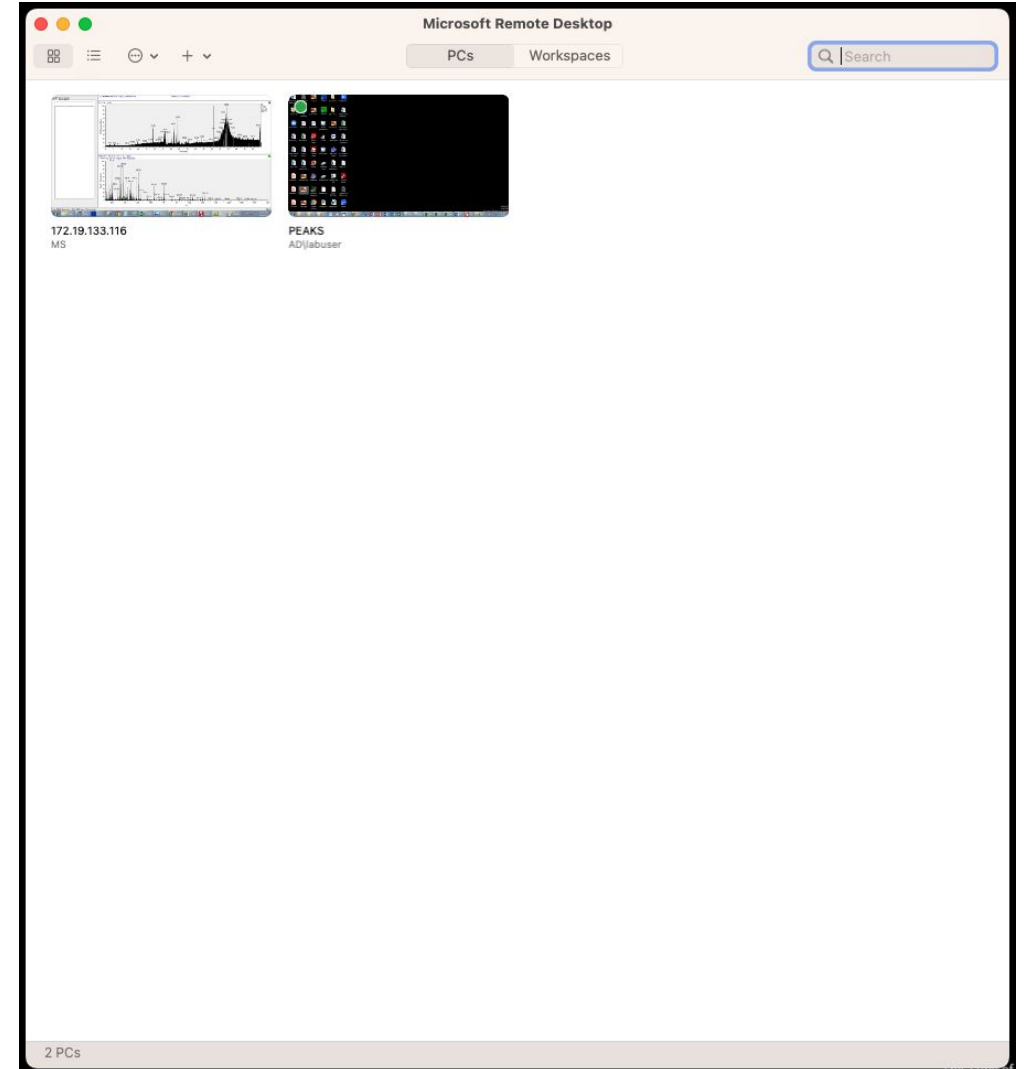 Microsoft Remote Desktop
PCs
Workspaces
Search
172.19.133.116
MS
PEAKS
AD\labuser
2 PCs